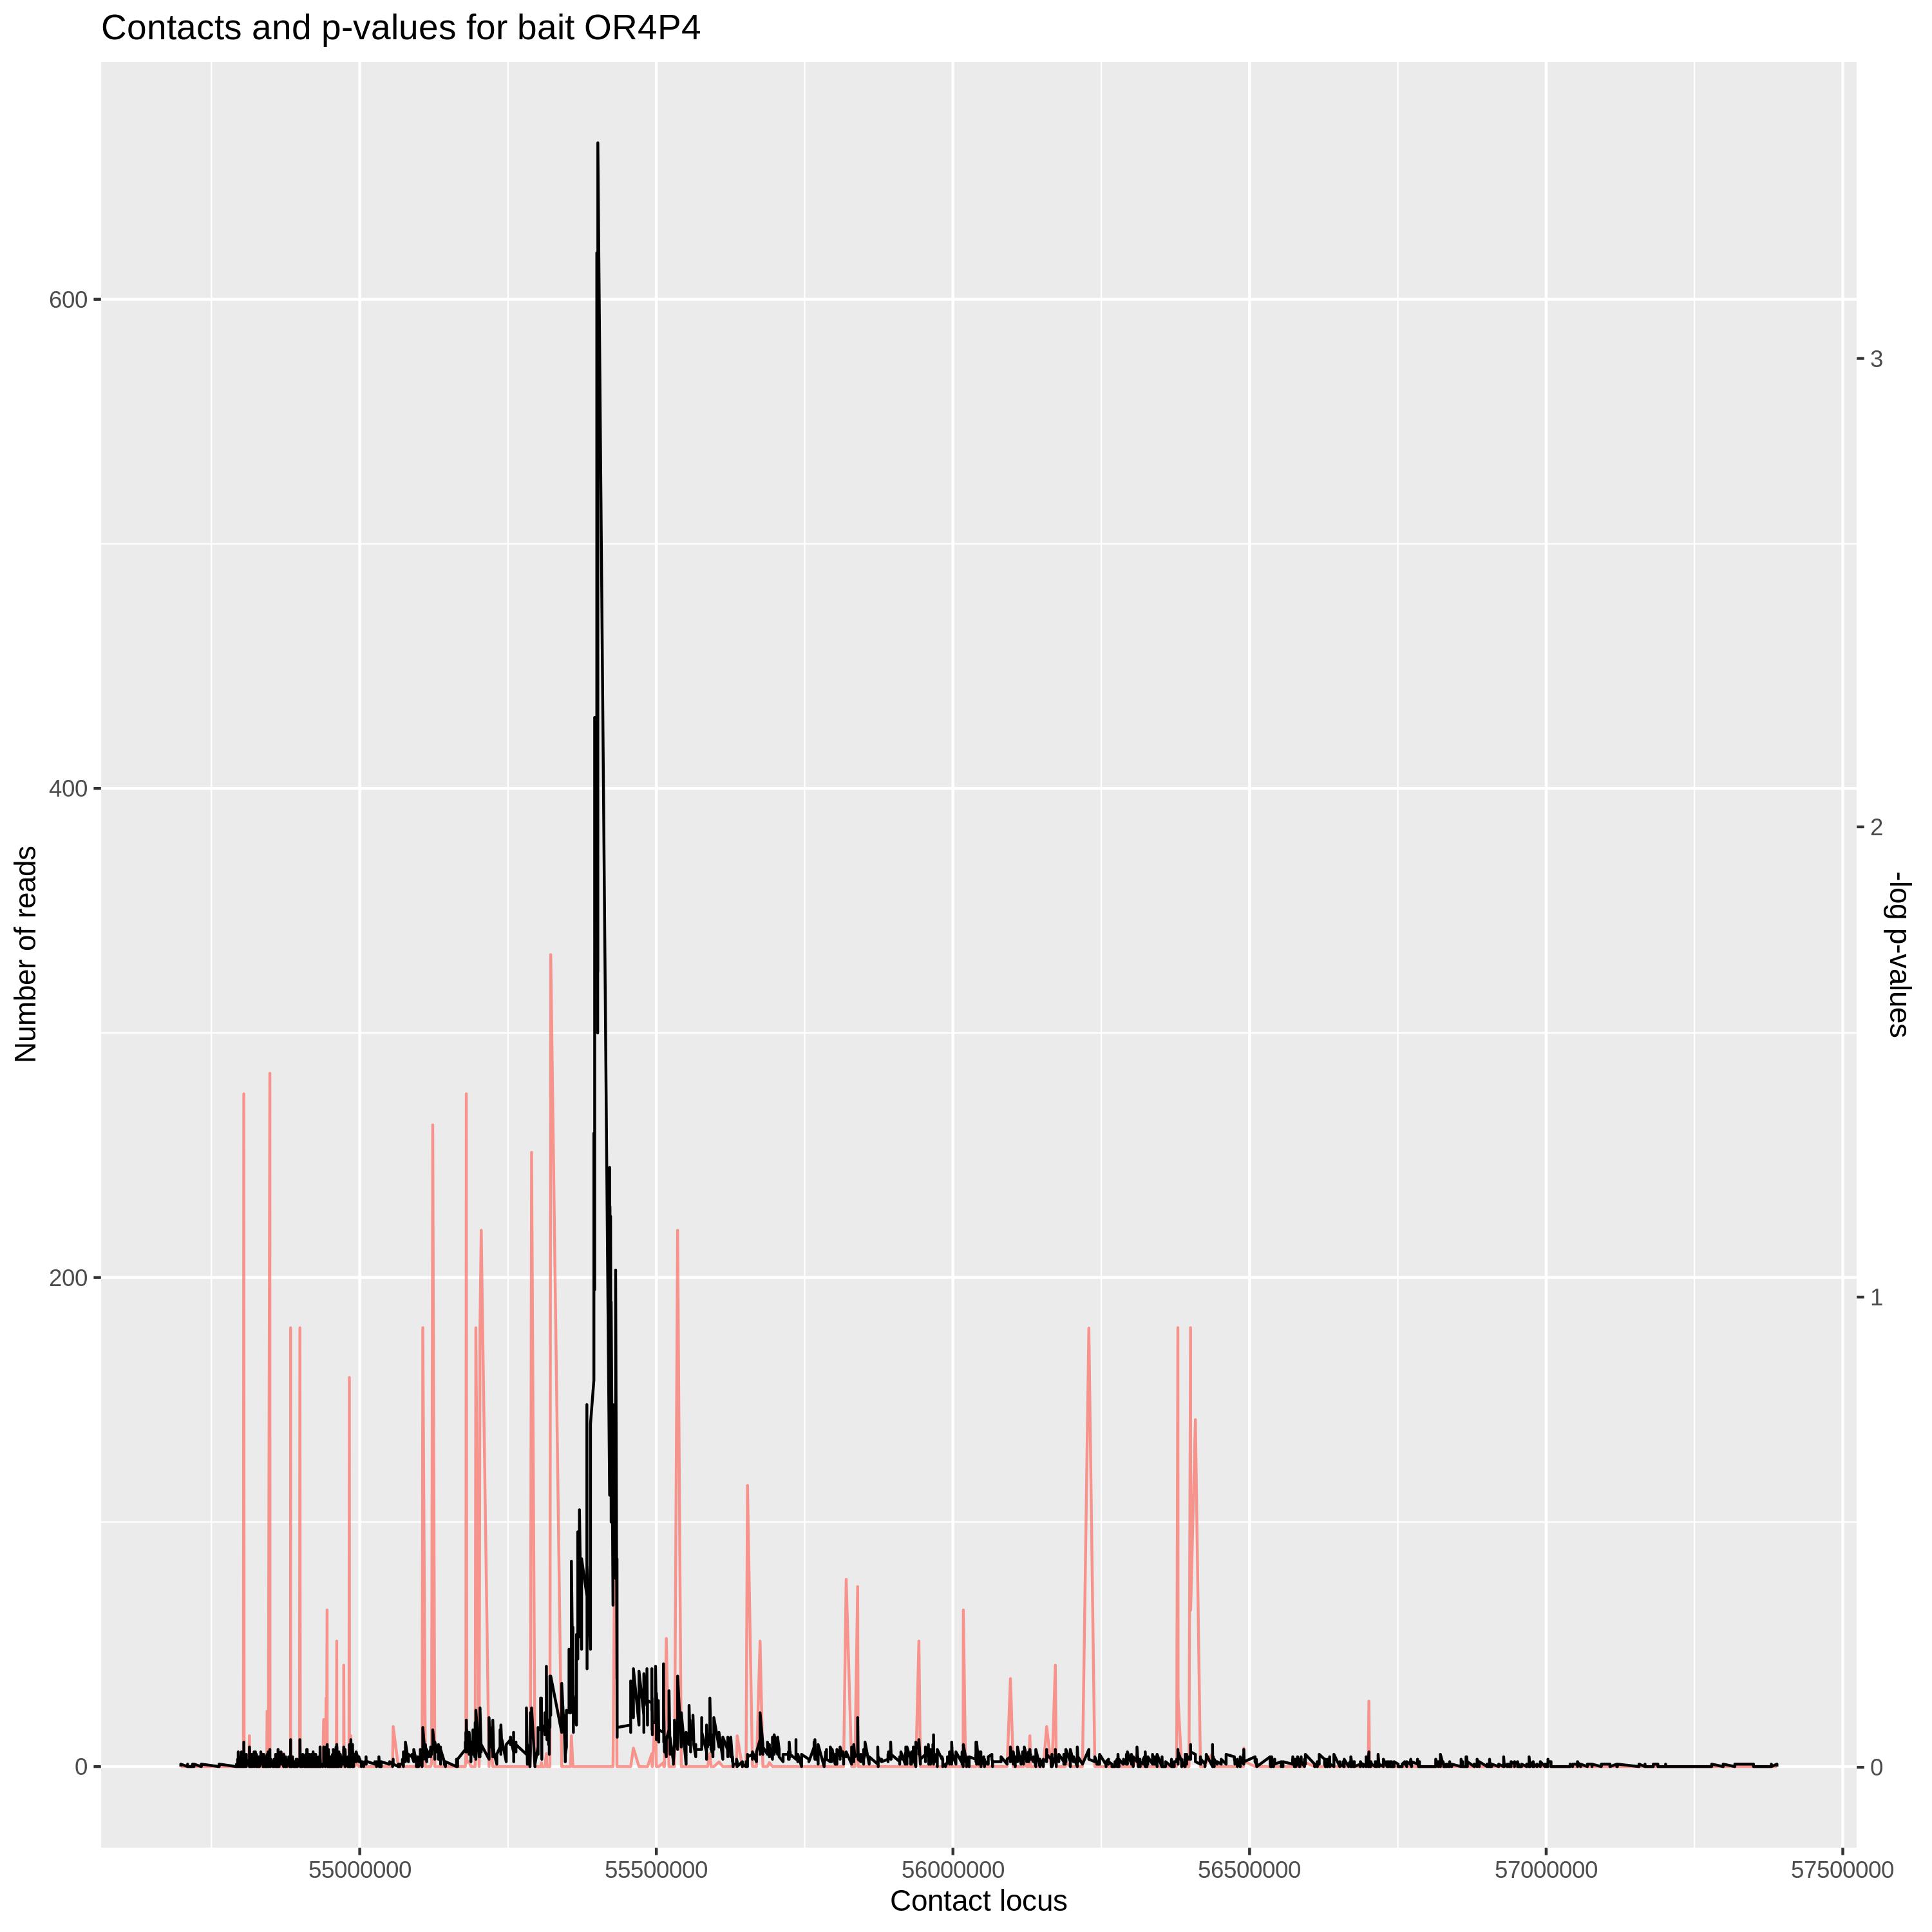 Contacts and p-values for bait OR4P4
600
400
200
0
Number of reads
3
2
1
0
-log p-values
55000000 55500000 56000000 56500000 57000000 57500000
Contact locus